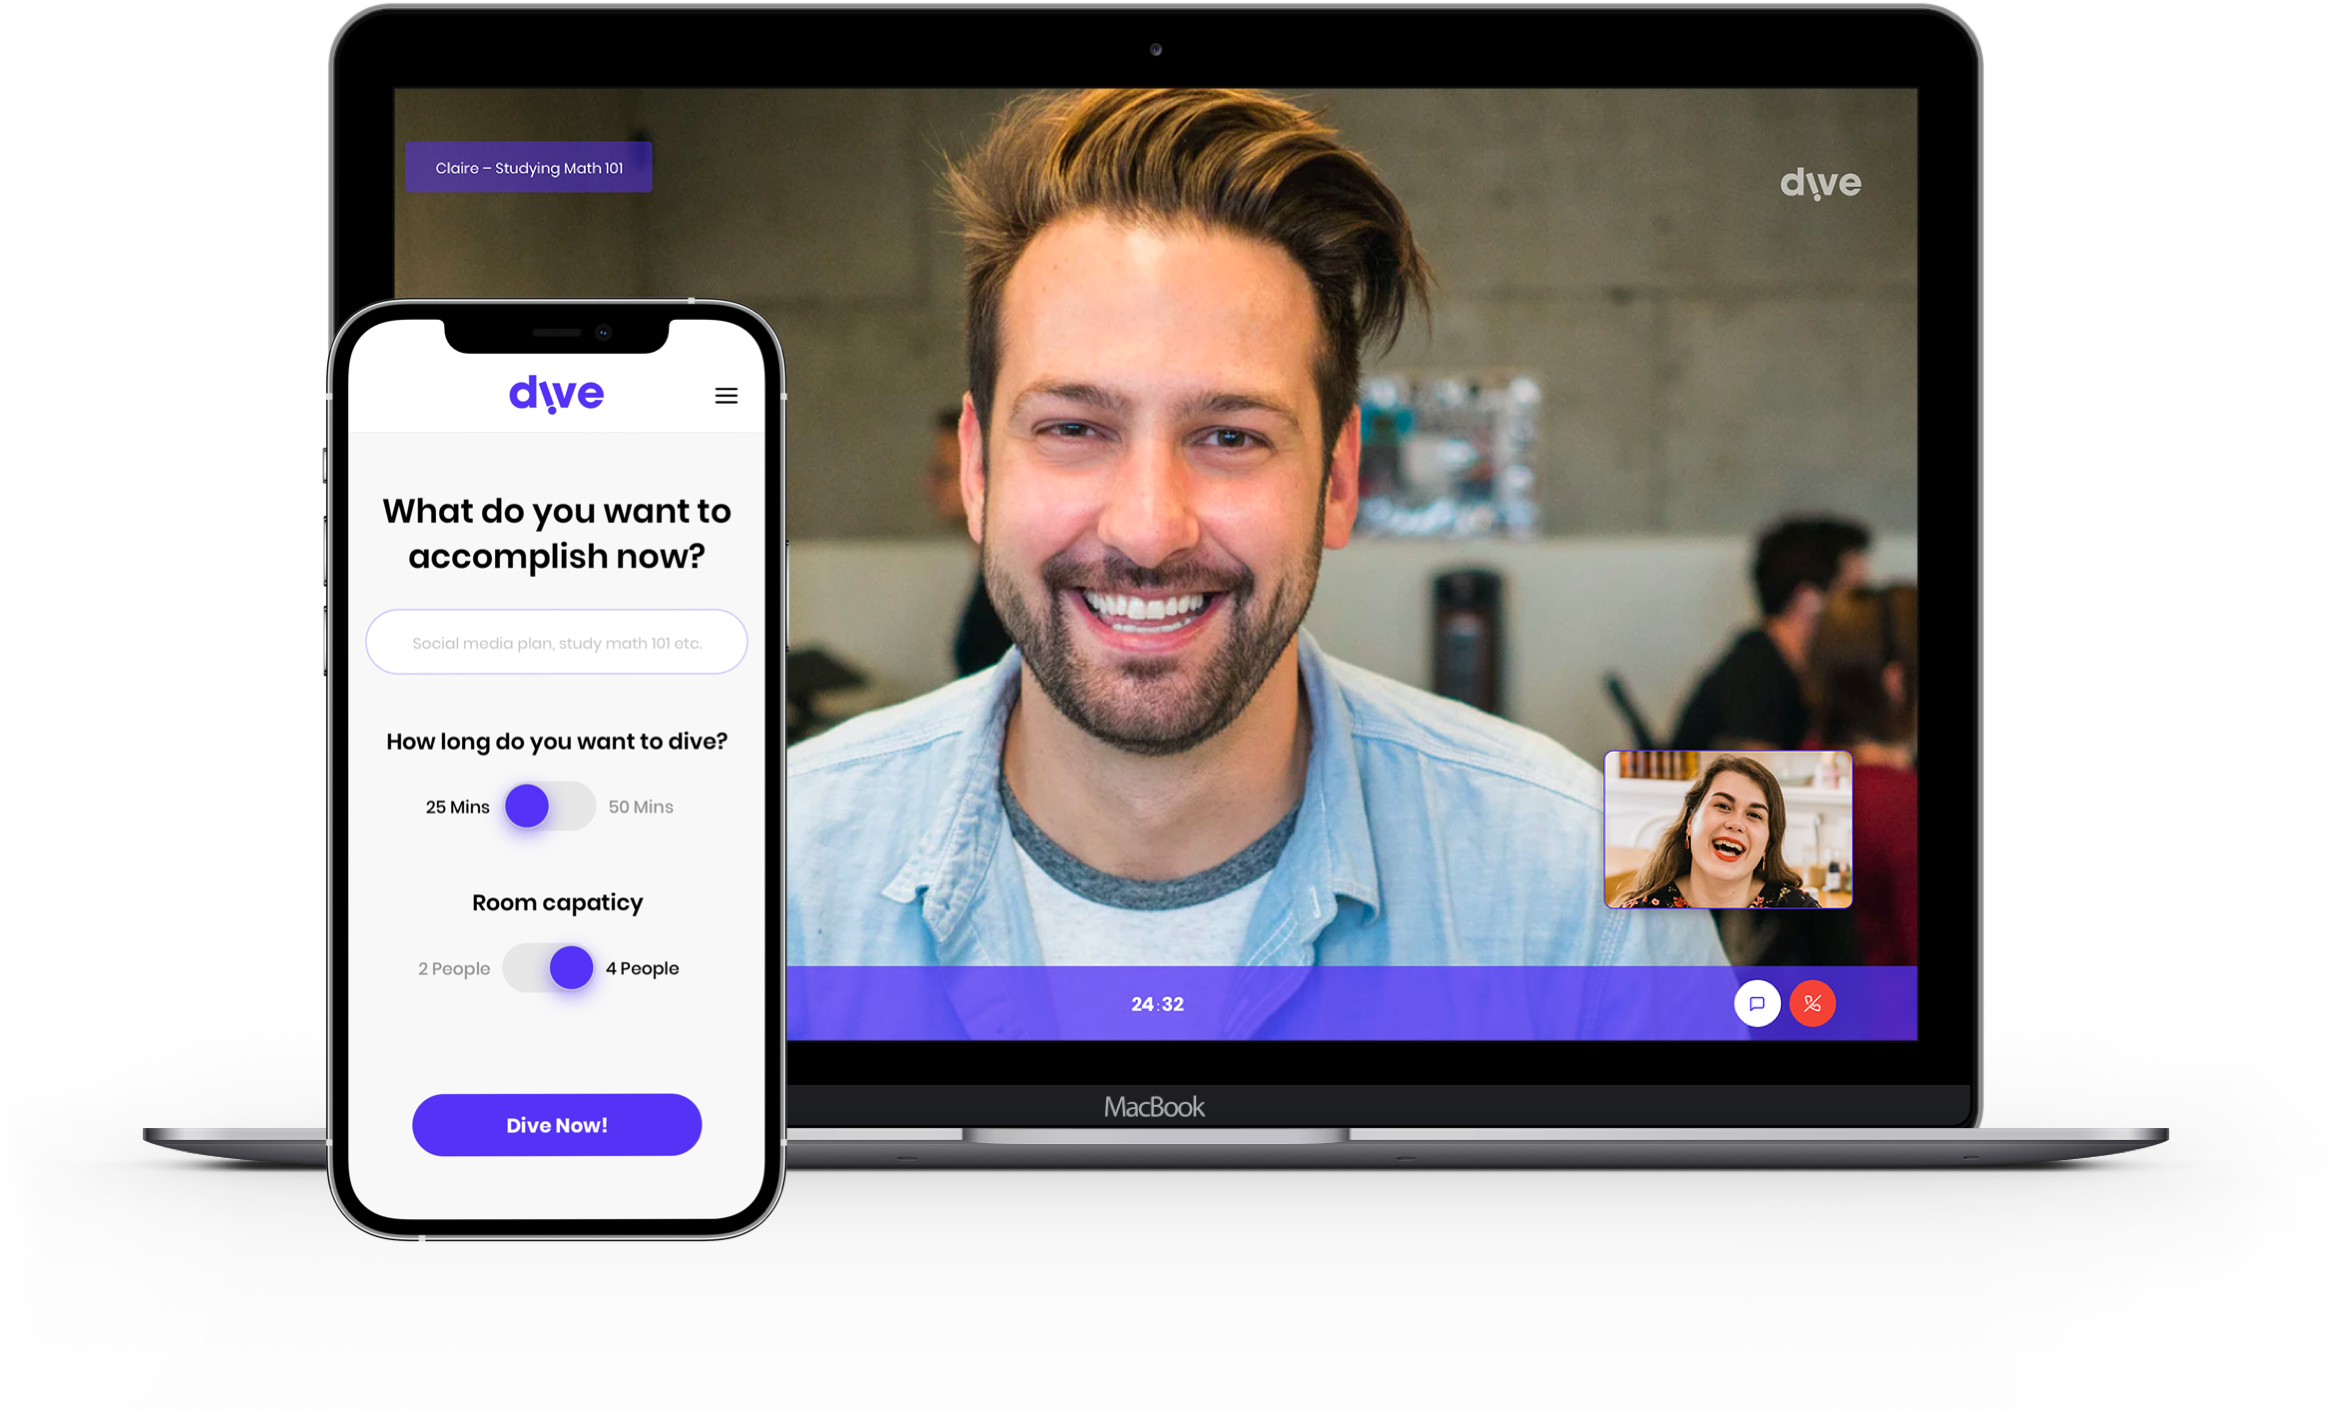 Claire – Studying Math 101
dive
dive
What do you want to
accomplish now?
Social media plan, study math 101 etc.
How long do you want to dive?
25 Mins
50 Mins
Room capaticy
2 People
4 People
Dive Now!
24:32
MacBook